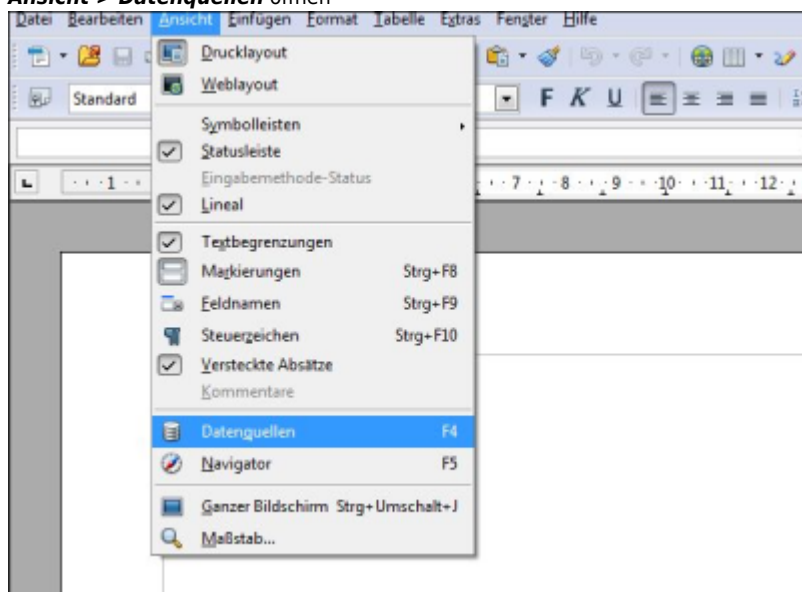 Ansicht > Datenquellen öffnen
Datei Bearbeiten Ansicht Einfügen Format Tabelle Extras Fenster Hilfe
Drucklayout
Weblayout
Standard
F K U
Symbolleisten
Statusleiste
Eingabemethode-Status
1 7 8 9 10 11 12
Lineal
Textbegrenzungen
Markierungen Strg+F8
Feldnamen Strg+F9
Steuerzeichen Strg+F10
Versteckte Absätze
Kommentare
Datenquellen F4
Navigator F5
Ganzer Bildschirm Strg+Umschalt+J
Maßstab...